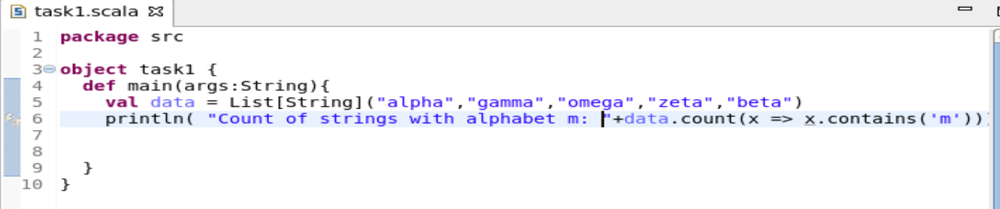 task1.scala
1 package src
2
3 object task1 {
4 def main(args:String){
5 val data = List[String]("alpha","gamma","omega","zeta","beta")
6 println( "Count of strings with alphabet m: "+data.count(x => x.contains('m')))
7
8
9 }
10 }